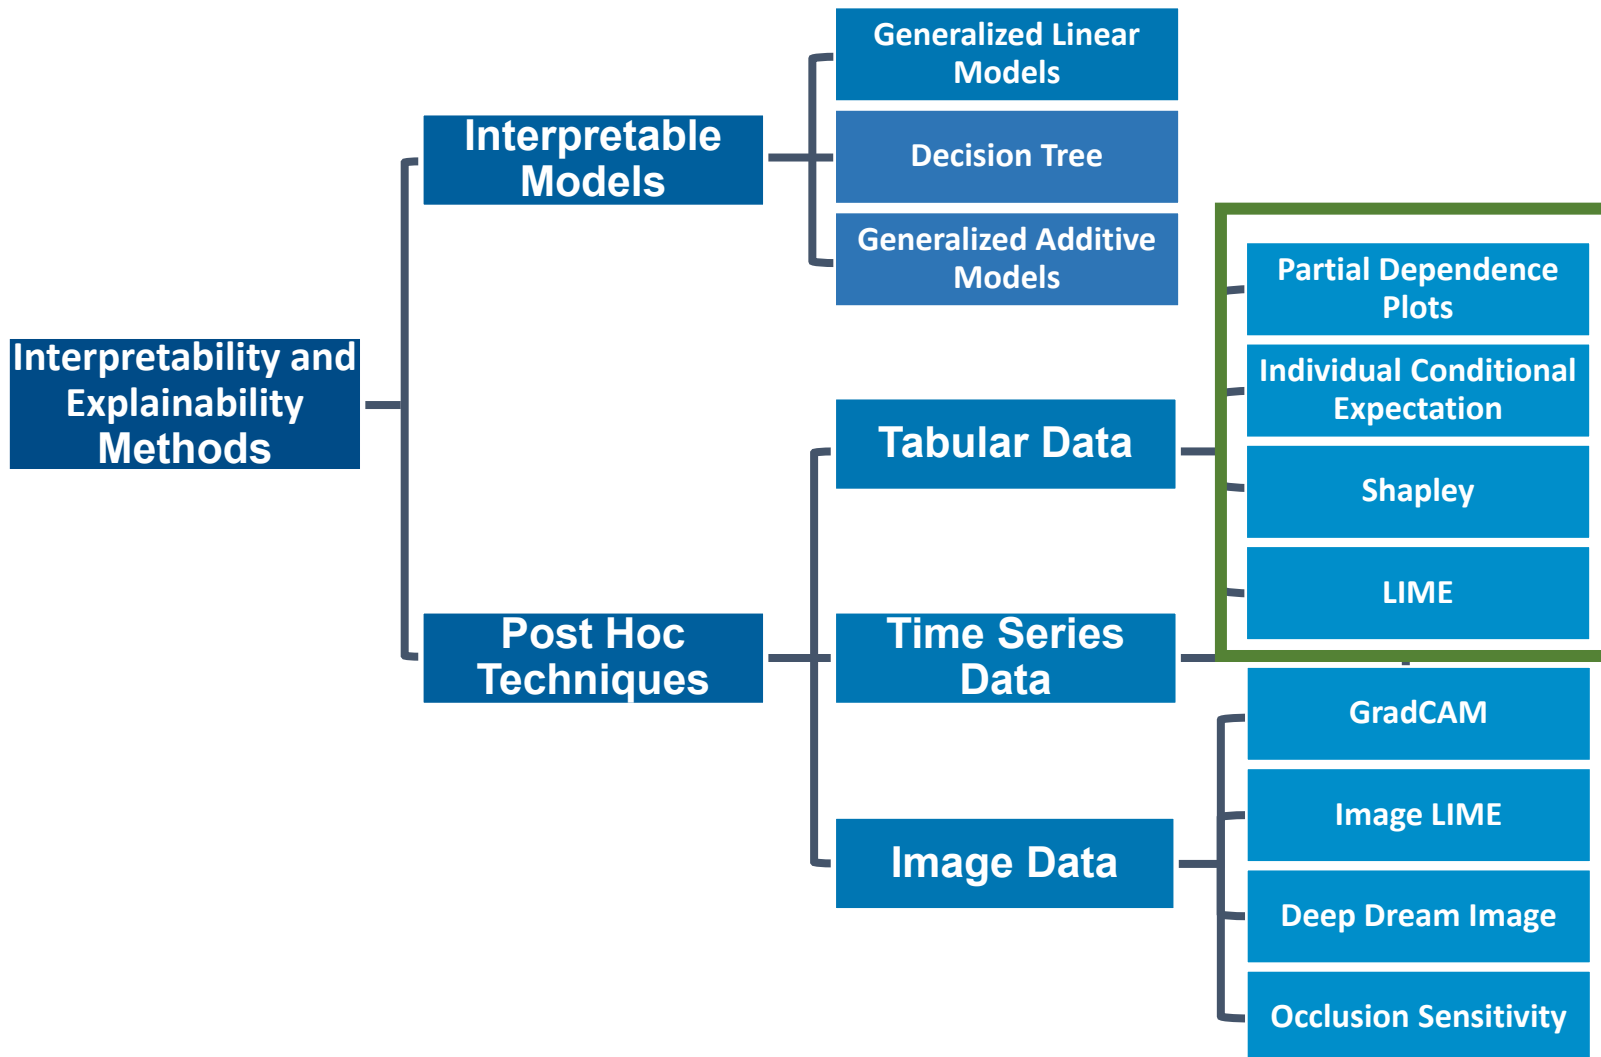 Interpretability and
Explainability
Methods
Interpretable
Models
Generalized Linear
Models
Decision Tree
Generalized Additive
Models
Post Hoc
Techniques
Tabular Data
Partial Dependence
Plots
Individual Conditional
Expectation
Shapley
LIME
Time Series
Data
Image Data
GradCAM
Image LIME
Deep Dream Image
Occlusion Sensitivity